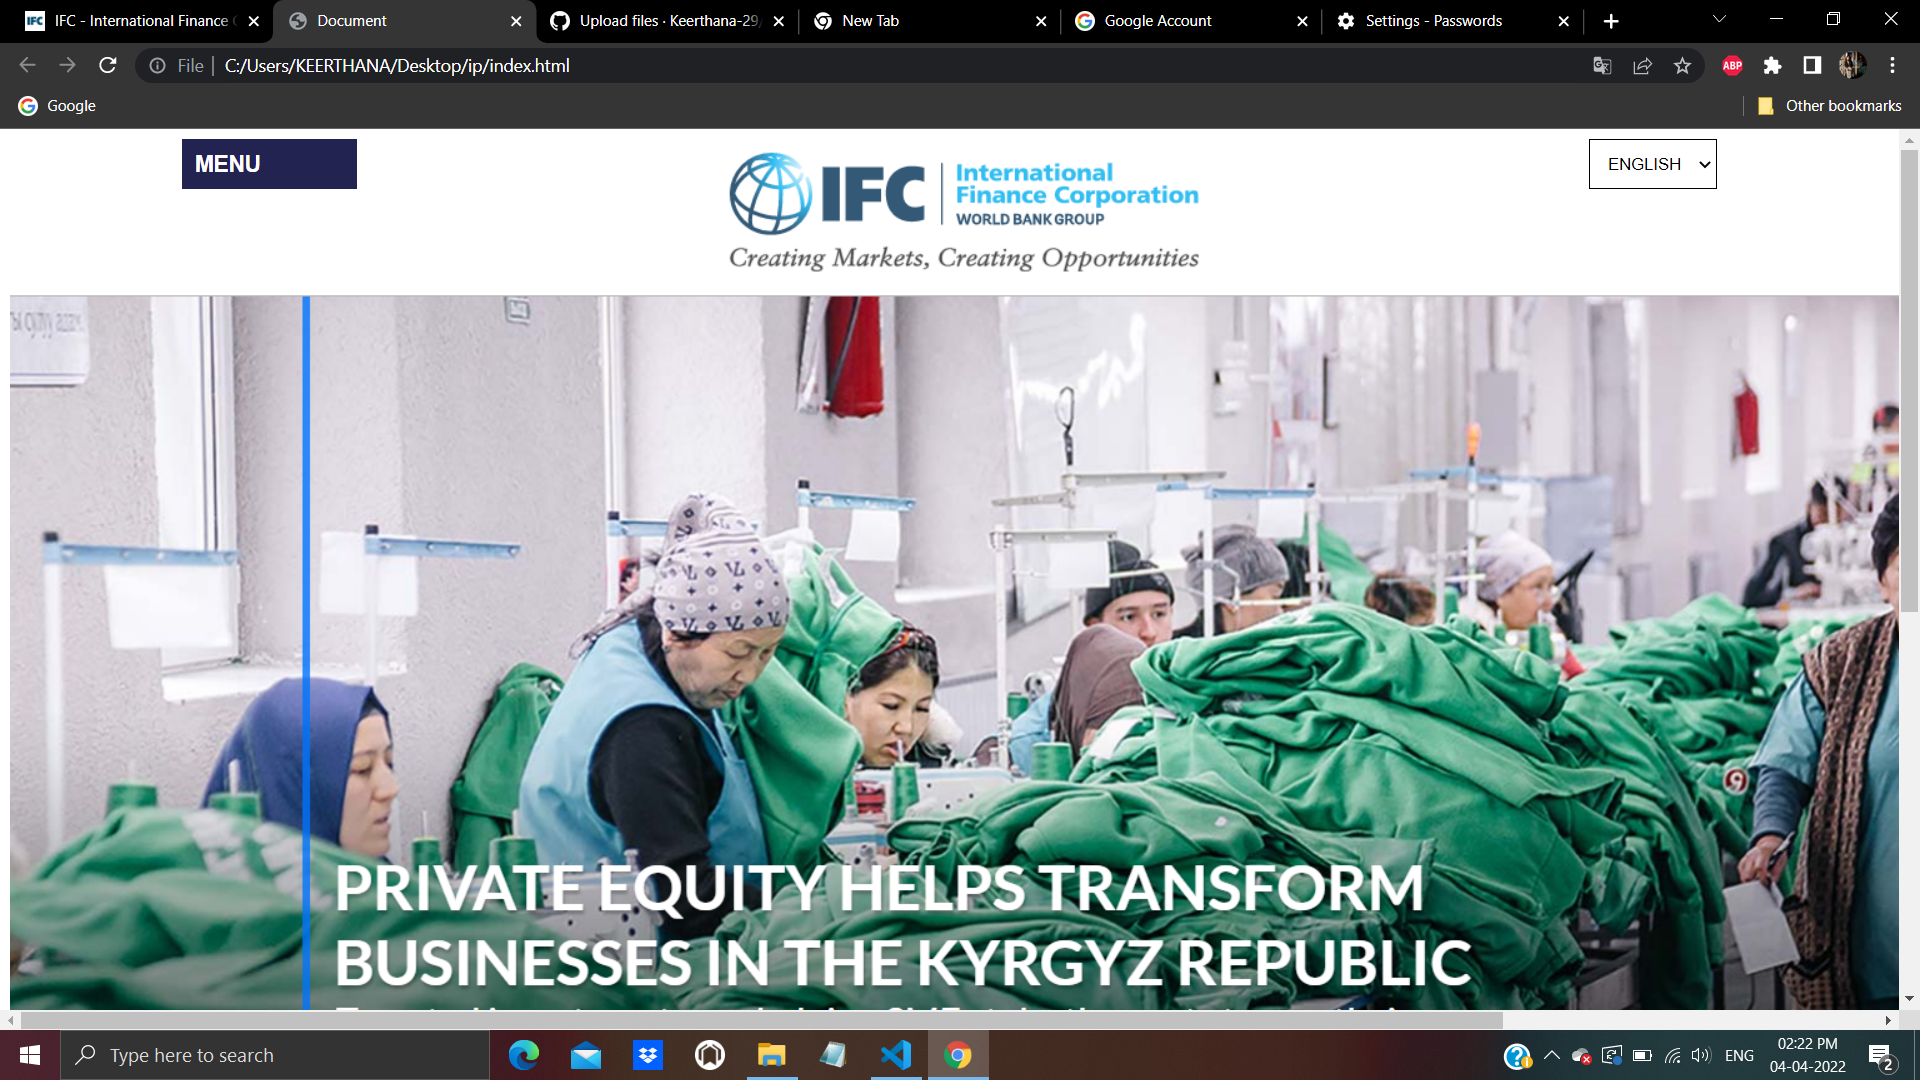 IFC IFC - International Finance C
Document
Upload files · Keerthana-29
New Tab
Google Account
Settings - Passwords
File C:/Users/KEERTHANA/Desktop/ip/index.html
ABP
Google
Other bookmarks
MENU
IFC International
Finance Corporation
WORLD BANK GROUP
Creating Markets, Creating Opportunities
ENGLISH
9
PRIVATE EQUITY HELPS TRANSFORM
BUSINESSES IN THE KYRGYZ REPUBLIC
Type here to search
ENG
02:22 PM
04-04-2022
2